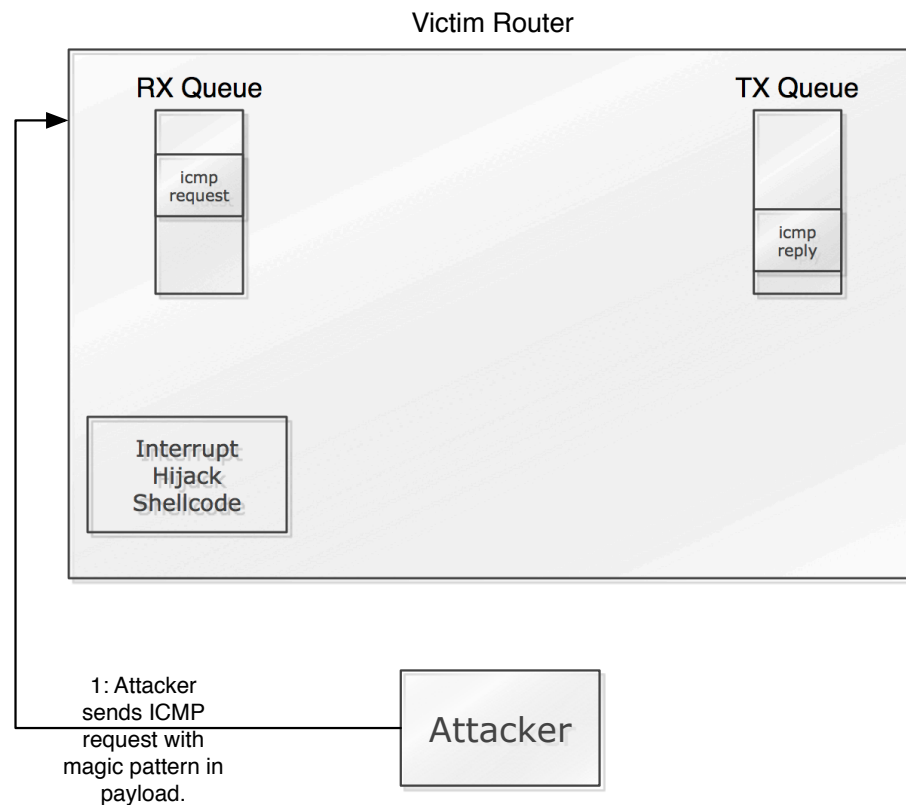 Victim Router
RX Queue
TX Queue
icmp
request
icmp
reply
Interrupt
Hijack
Shellcode
1: Attacker
sends ICMP
request with
magic pattern in
payload.
Attacker